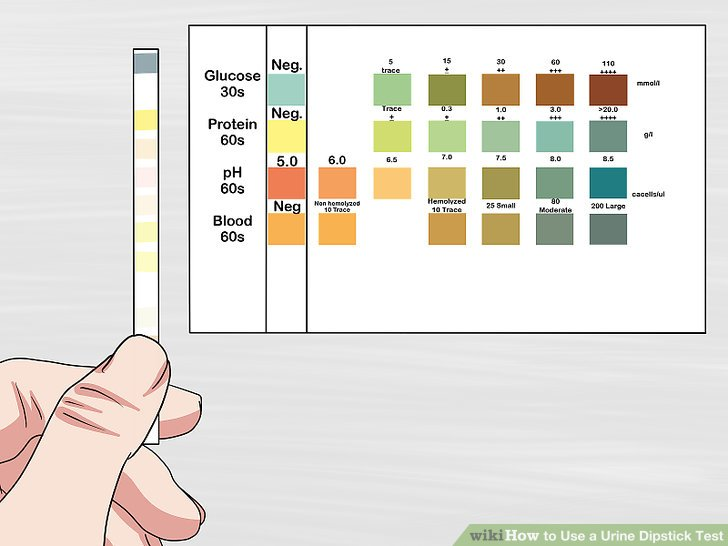 Glucose
30s
Neg.
5
trace
15
±
30
++
60
+++
110
++++
mmol/l
Protein
60s
Neg.
Trace
±
0.3
±
1.0
++
3.0
+++
>20.0
++++
g/l
pH
60s
5.0
6.0
6.5
7.0
7.5
8.0
8.5
cacells/ul
Blood
60s
Neg
Non hemolyzed
10 Trace
Hemolyzed
10 Trace
25 Small
80
Moderate
200 Large
wikiHow to Use a Urine Dipstick Test